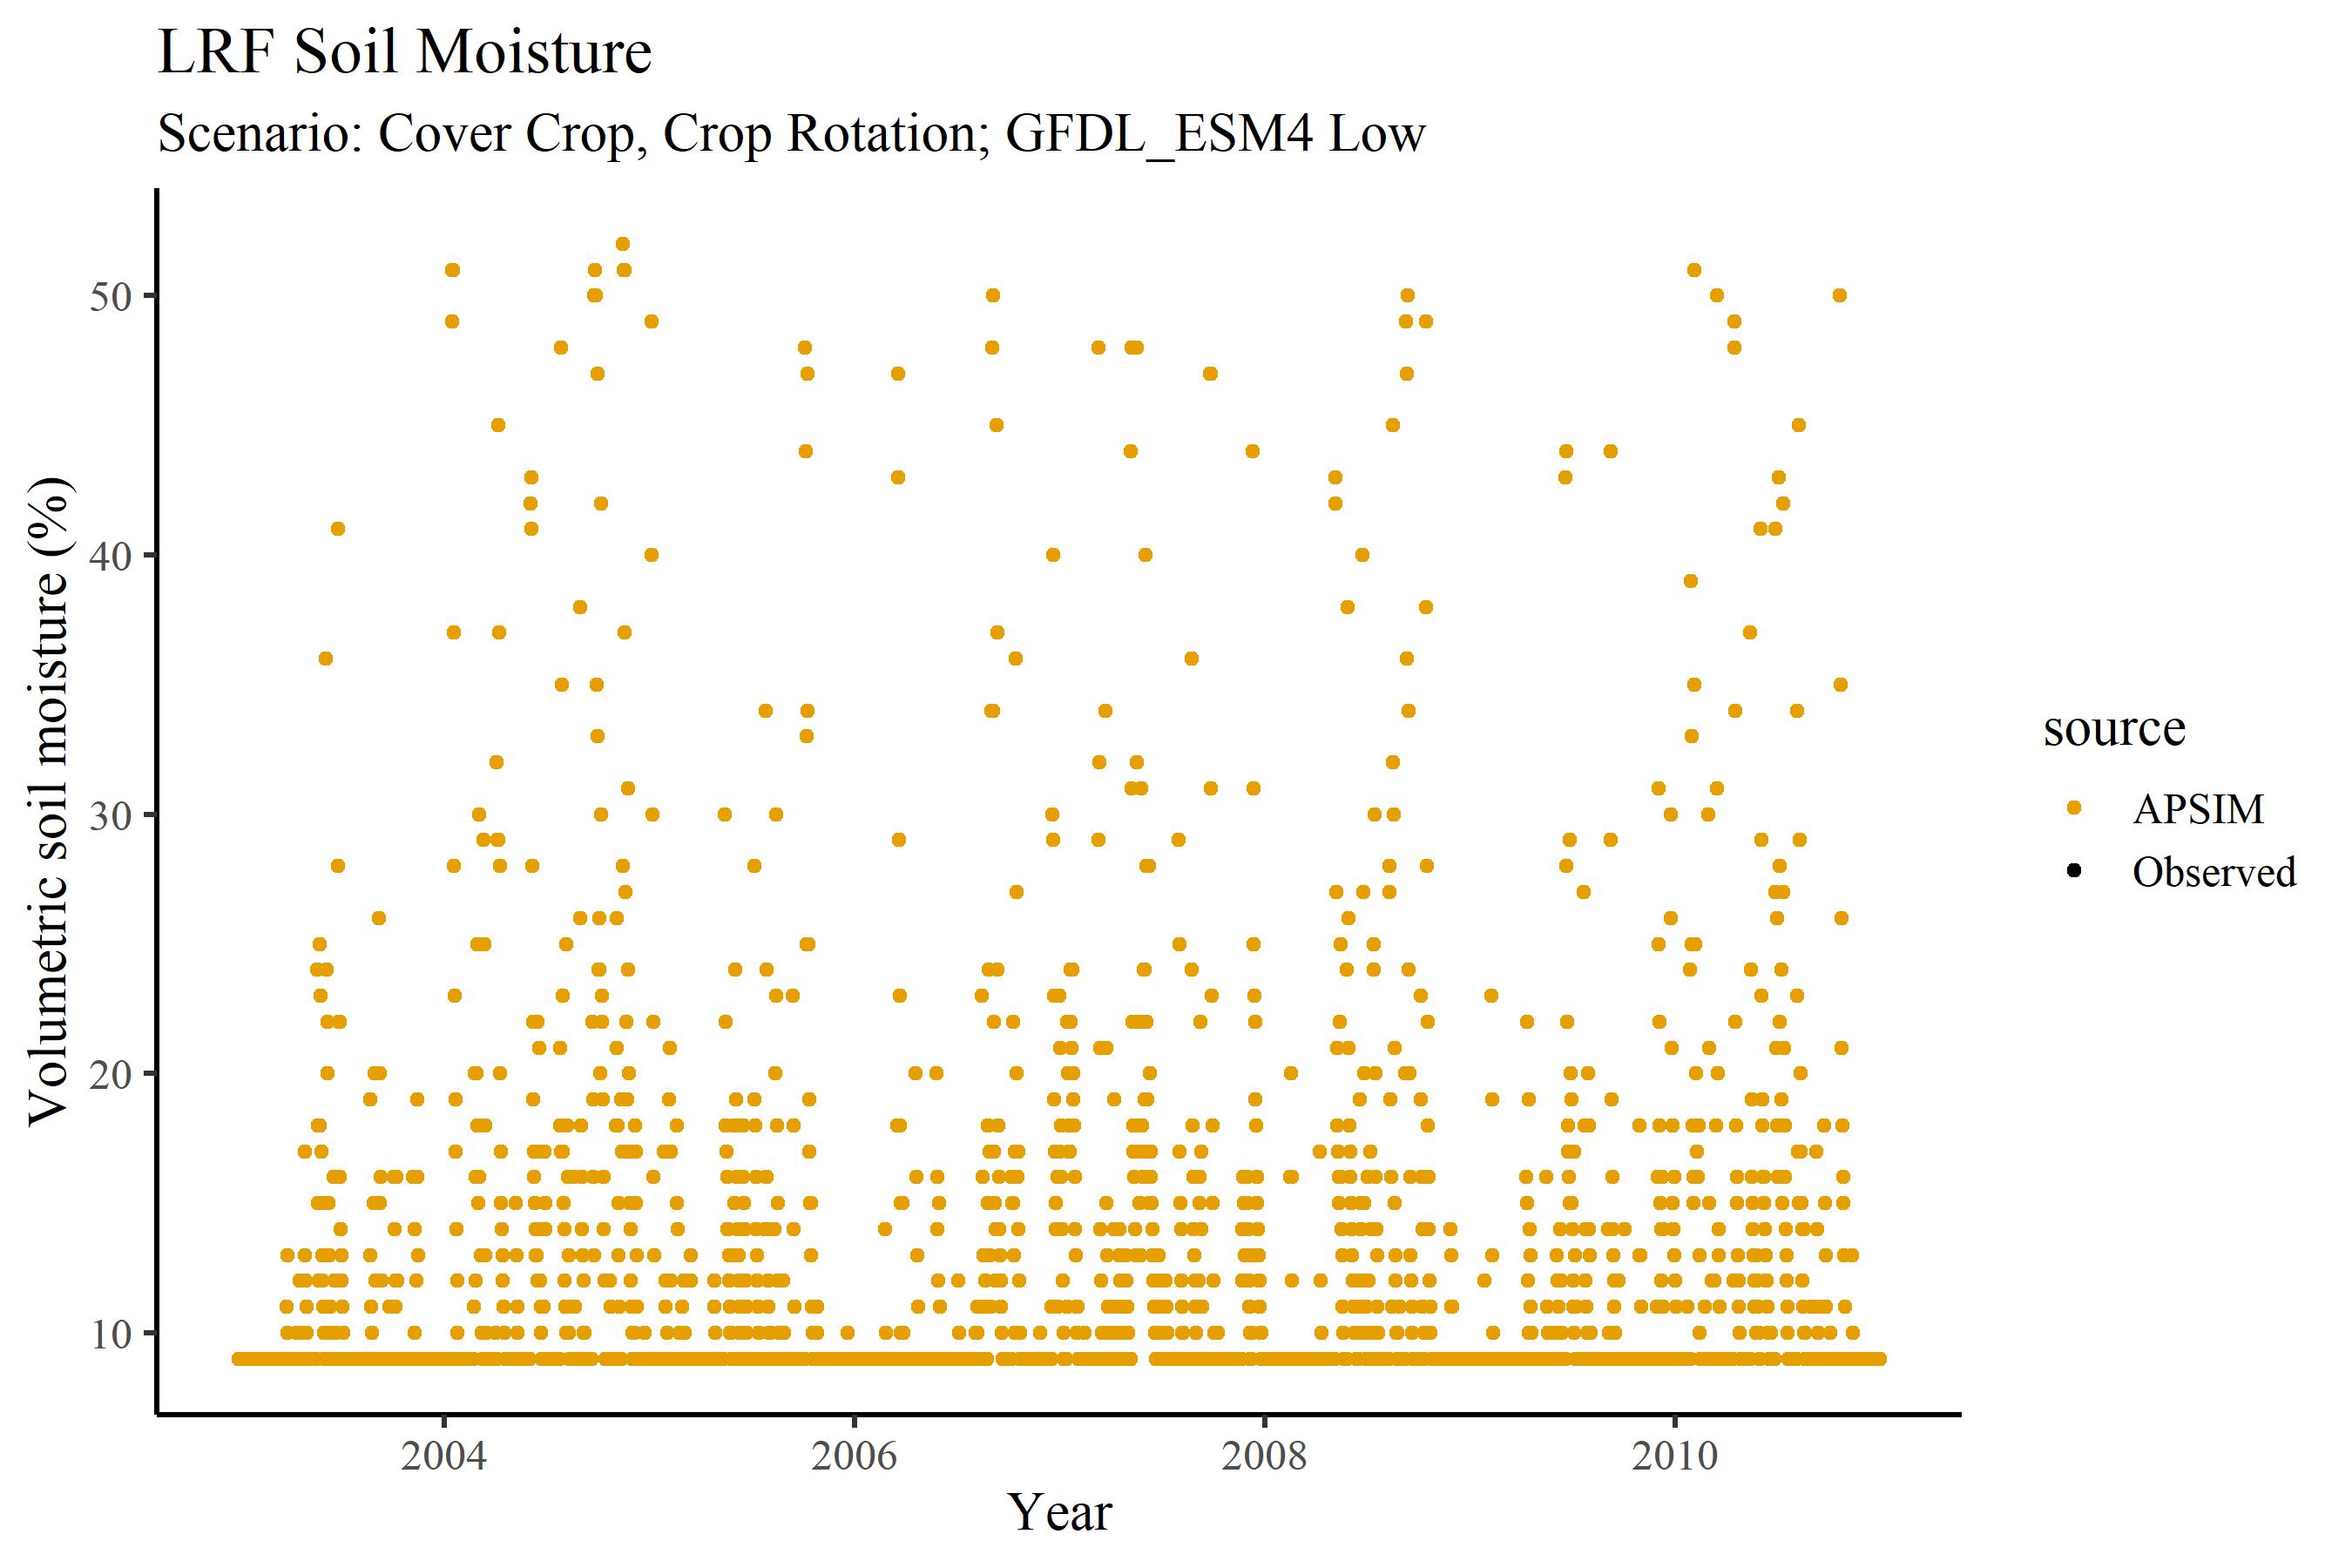 LRF Soil Moisture
Scenario: Cover Crop, Crop Rotation; GFDL_ESM4 Low
Volumetric soil moisture (%)
50
40
30
20
10
2004 2006 2008 2010
Year
source
APSIM
Observed